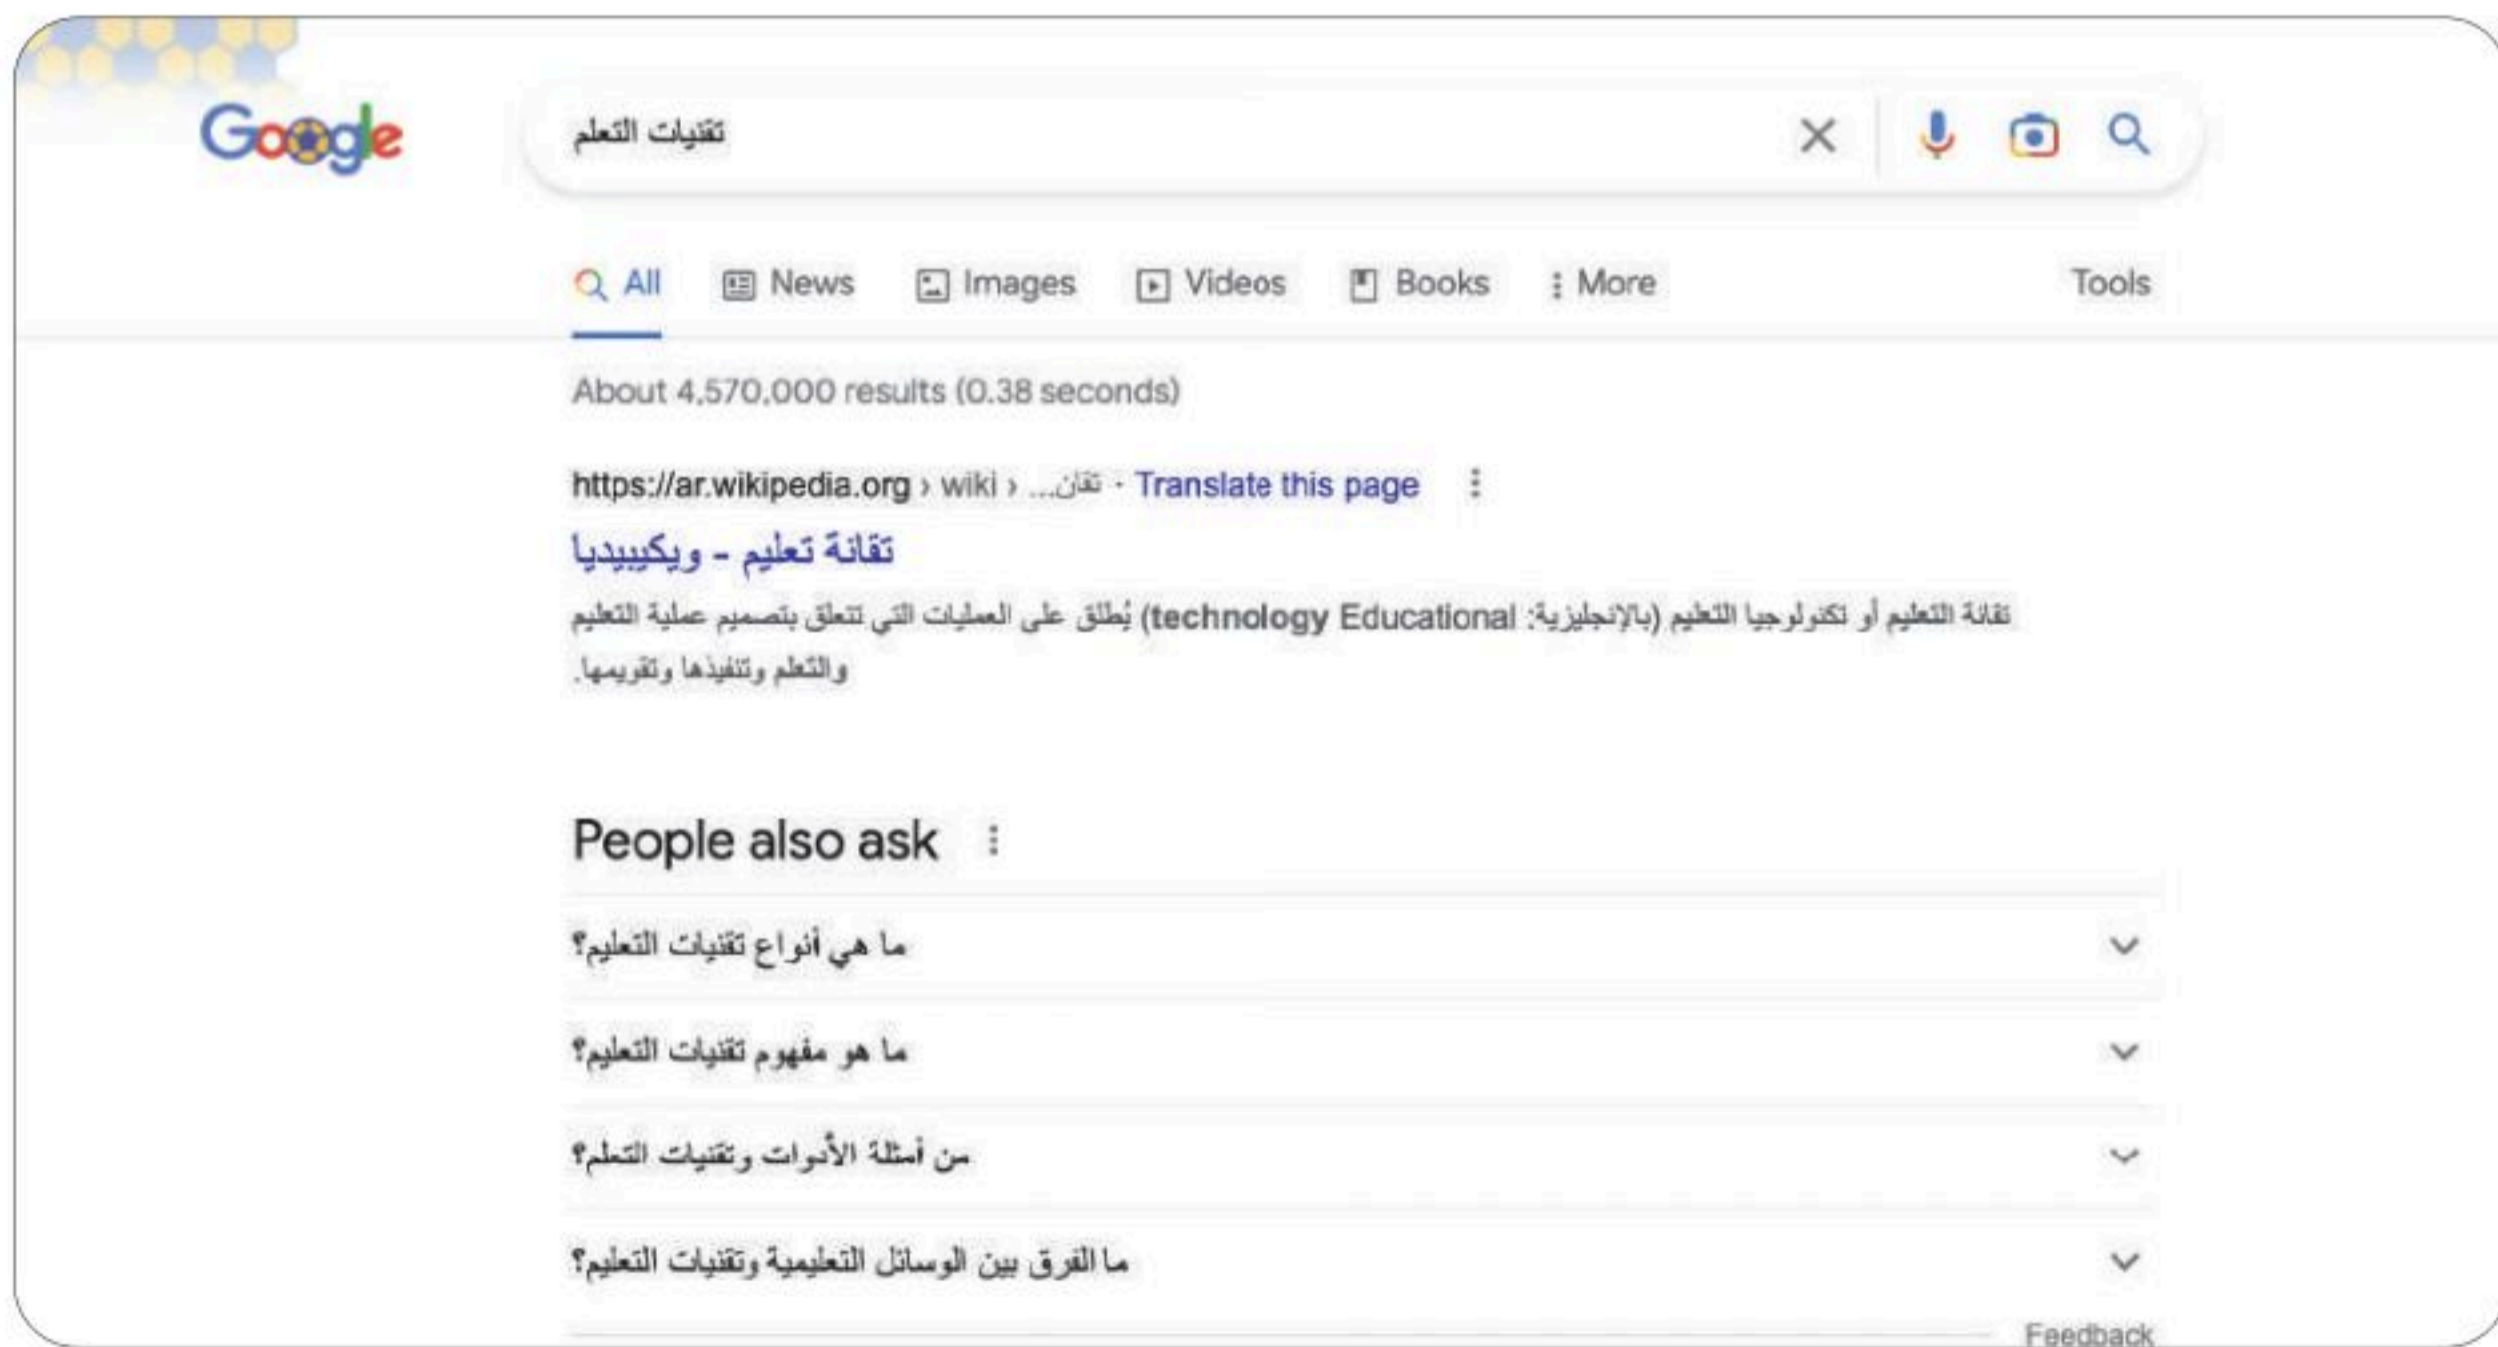 Google
تقنيات التعلم
All News Images Videos Books More Tools
About 4,570,000 results (0.38 seconds)
https://ar.wikipedia.org › wiki › ...تقان · Translate this page
تقانة تعليم - ويكيبيديا
تقانة التعليم أو تكنولوجيا التعليم (بالإنجليزية: technology Educational) يُطلق على العمليات التي تتعلق بتصميم عملية التعليم
والتعلم وتنفيذها وتقويمها.
People also ask
ما هي أنواع تقنيات التعليم؟
ما هو مفهوم تقنيات التعليم؟
من أمثلة الأدوات وتقنيات التعلم؟
ما الفرق بين الوسائل التعليمية وتقنيات التعليم؟
Feedback